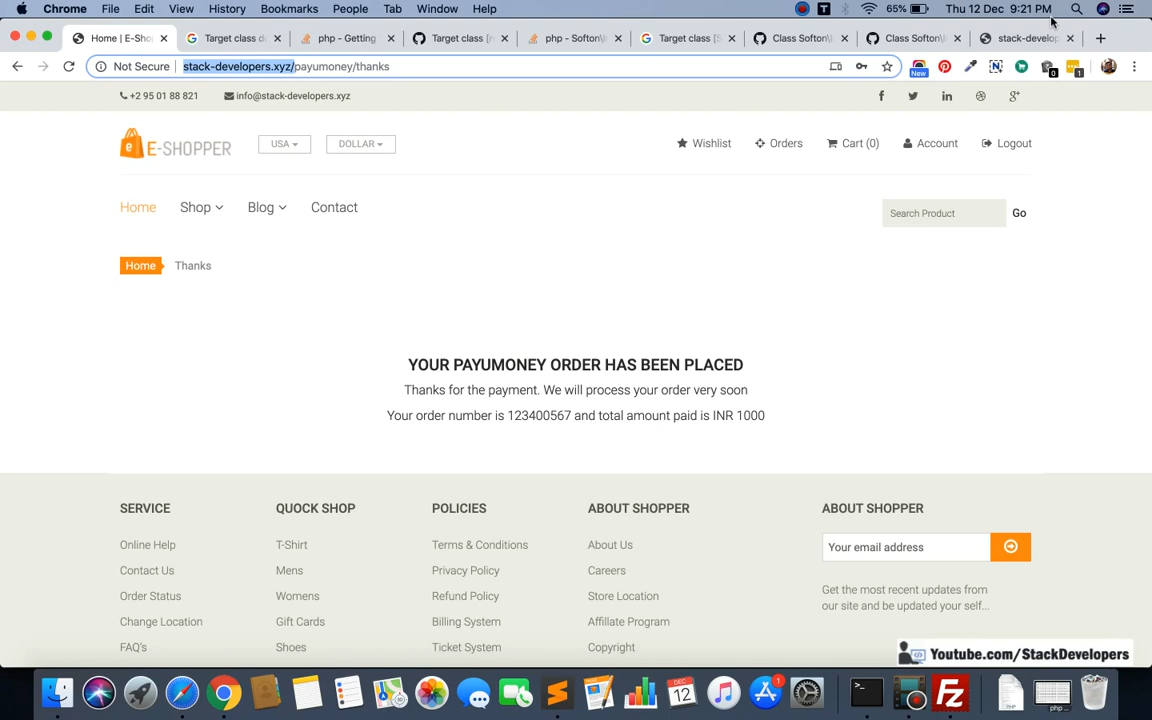 Chrome File Edit View History Bookmarks People Tab Window Help 65% Thu 12 Dec 9:21 PM
Home | E-Sho Target class d php - Getting Target class [ php - Softon\ Target class [S Class Softon\I Class Softon\I stack-develop
Not Secure stack-developers.xyz/payumoney/thanks New 0 1
+2 95 01 88 821 info@stack-developers.xyz
E-SHOPPER USA DOLLAR Wishlist Orders Cart (0) Account Logout
Home Shop Blog Contact Search Product Go
Home Thanks
YOUR PAYUMONEY ORDER HAS BEEN PLACED
Thanks for the payment. We will process your order very soon
Your order number is 123400567 and total amount paid is INR 1000
SERVICE QUOCK SHOP POLICIES ABOUT SHOPPER ABOUT SHOPPER
Online Help T-Shirt Terms & Conditions About Us Your email address
Contact Us Mens Privacy Policy Careers
Order Status Womens Refund Policy Store Location Get the most recent updates from
our site and be updated your self...
Change Location Gift Cards Billing System Affiliate Program
FAQ's Shoes Ticket System Copyright
Youtube.com/StackDevelopers
DEC
12
1
php